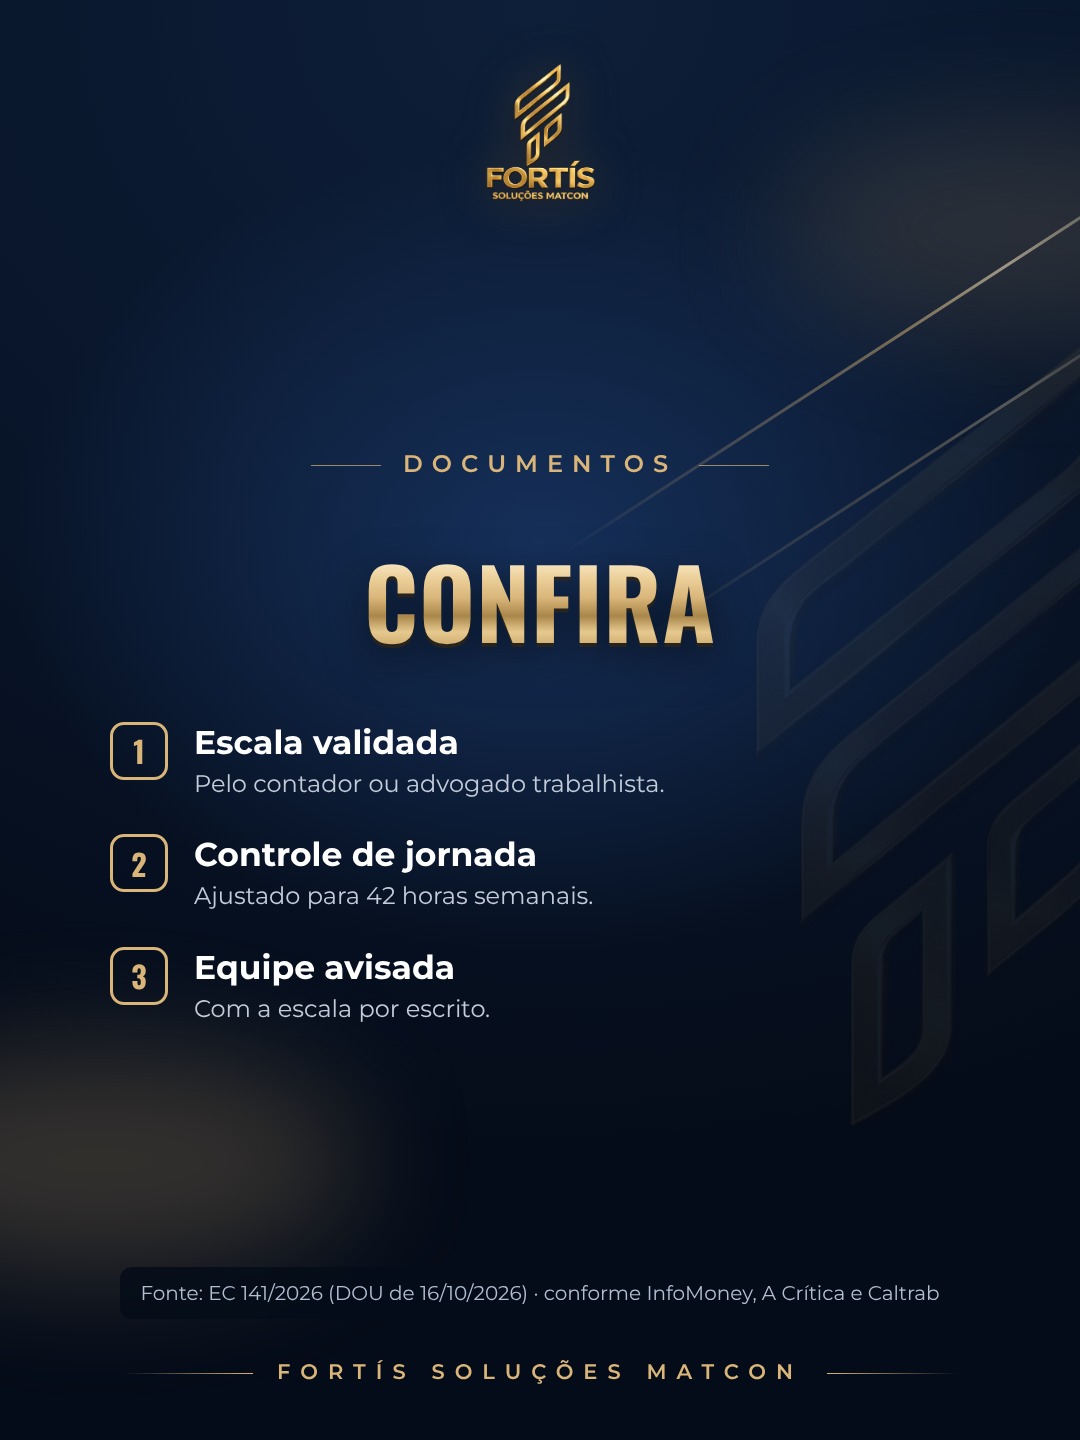 FORTÍS
SOLUÇÕES MATCON
DOCUMENTOS
CONFIRA
1
Escala validada
Pelo contador ou advogado trabalhista.
2
Controle de jornada
Ajustado para 42 horas semanais.
3
Equipe avisada
Com a escala por escrito.
Fonte: EC 141/2026 (DOU de 16/10/2026) · conforme InfoMoney, A Crítica e Caltrab
FORTÍS SOLUÇÕES MATCON